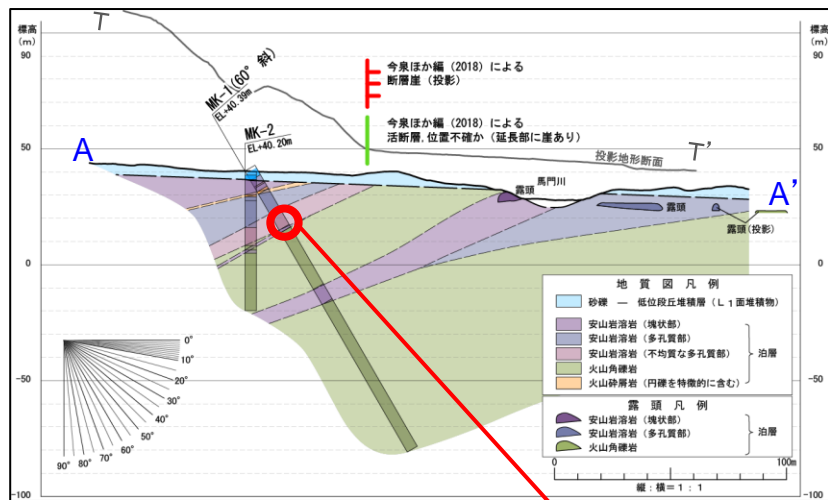 標高
(m)
90
50
0
−50
−100
標高
(m)
90
50
0
−50
−100
T
MK-1(60°斜)
EL+40.39m
MK-2
EL+40.20m
今泉ほか編(2018)による
断層崖(投影)
今泉ほか編(2018)による
活断層,位置不確か(延長部に崖あり)
投影地形断面
T’
A
A’
馬門川
露頭
露頭
露頭(投影)
0°
10°
20°
30°
40°
50°
60°
70°
80°
90°
地質図凡例
砂礫 ― 低位段丘堆積層(L1面堆積物)
安山岩溶岩(塊状部)
安山岩溶岩(多孔質部)
安山岩溶岩(不均質な多孔質部)
火山角礫岩
火山砕屑岩(円礫を特徴的に含む)
泊層
露頭凡例
安山岩溶岩(塊状部)
安山岩溶岩(多孔質部)
火山角礫岩
泊層
0
100m
縦:横=1:1